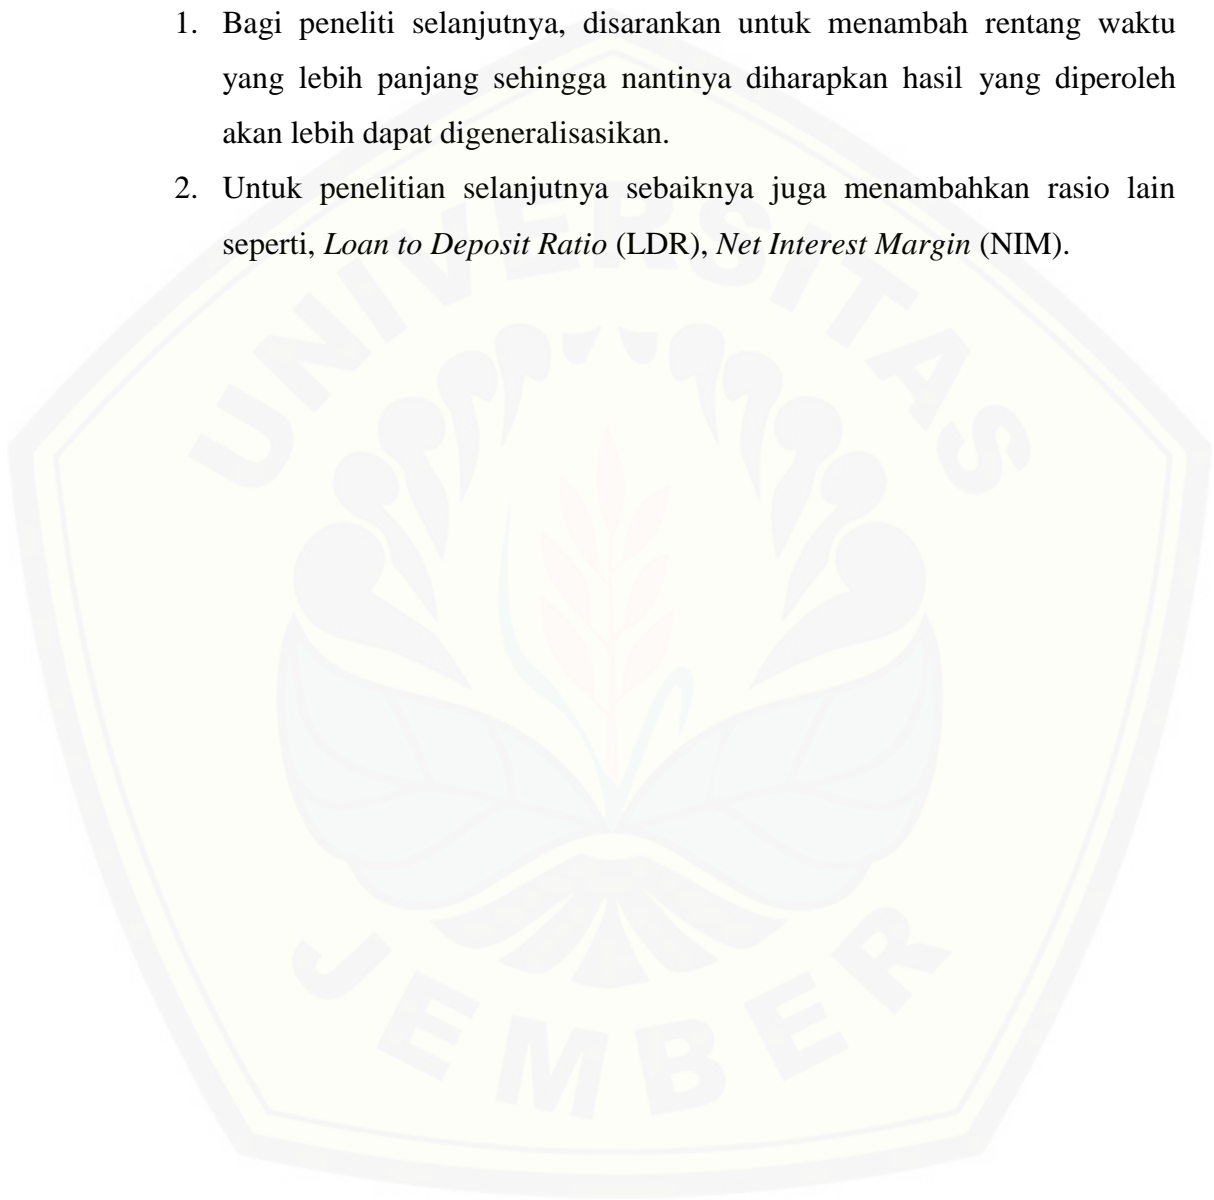 1. Bagi peneliti selanjutnya, disarankan untuk menambah rentang waktu
yang lebih panjang sehingga nantinya diharapkan hasil yang diperoleh
akan lebih dapat digeneralisasikan.
2. Untuk penelitian selanjutnya sebaiknya juga menambahkan rasio lain
seperti, Loan to Deposit Ratio (LDR), Net Interest Margin (NIM).
UNIVERSITAS
JEMBER